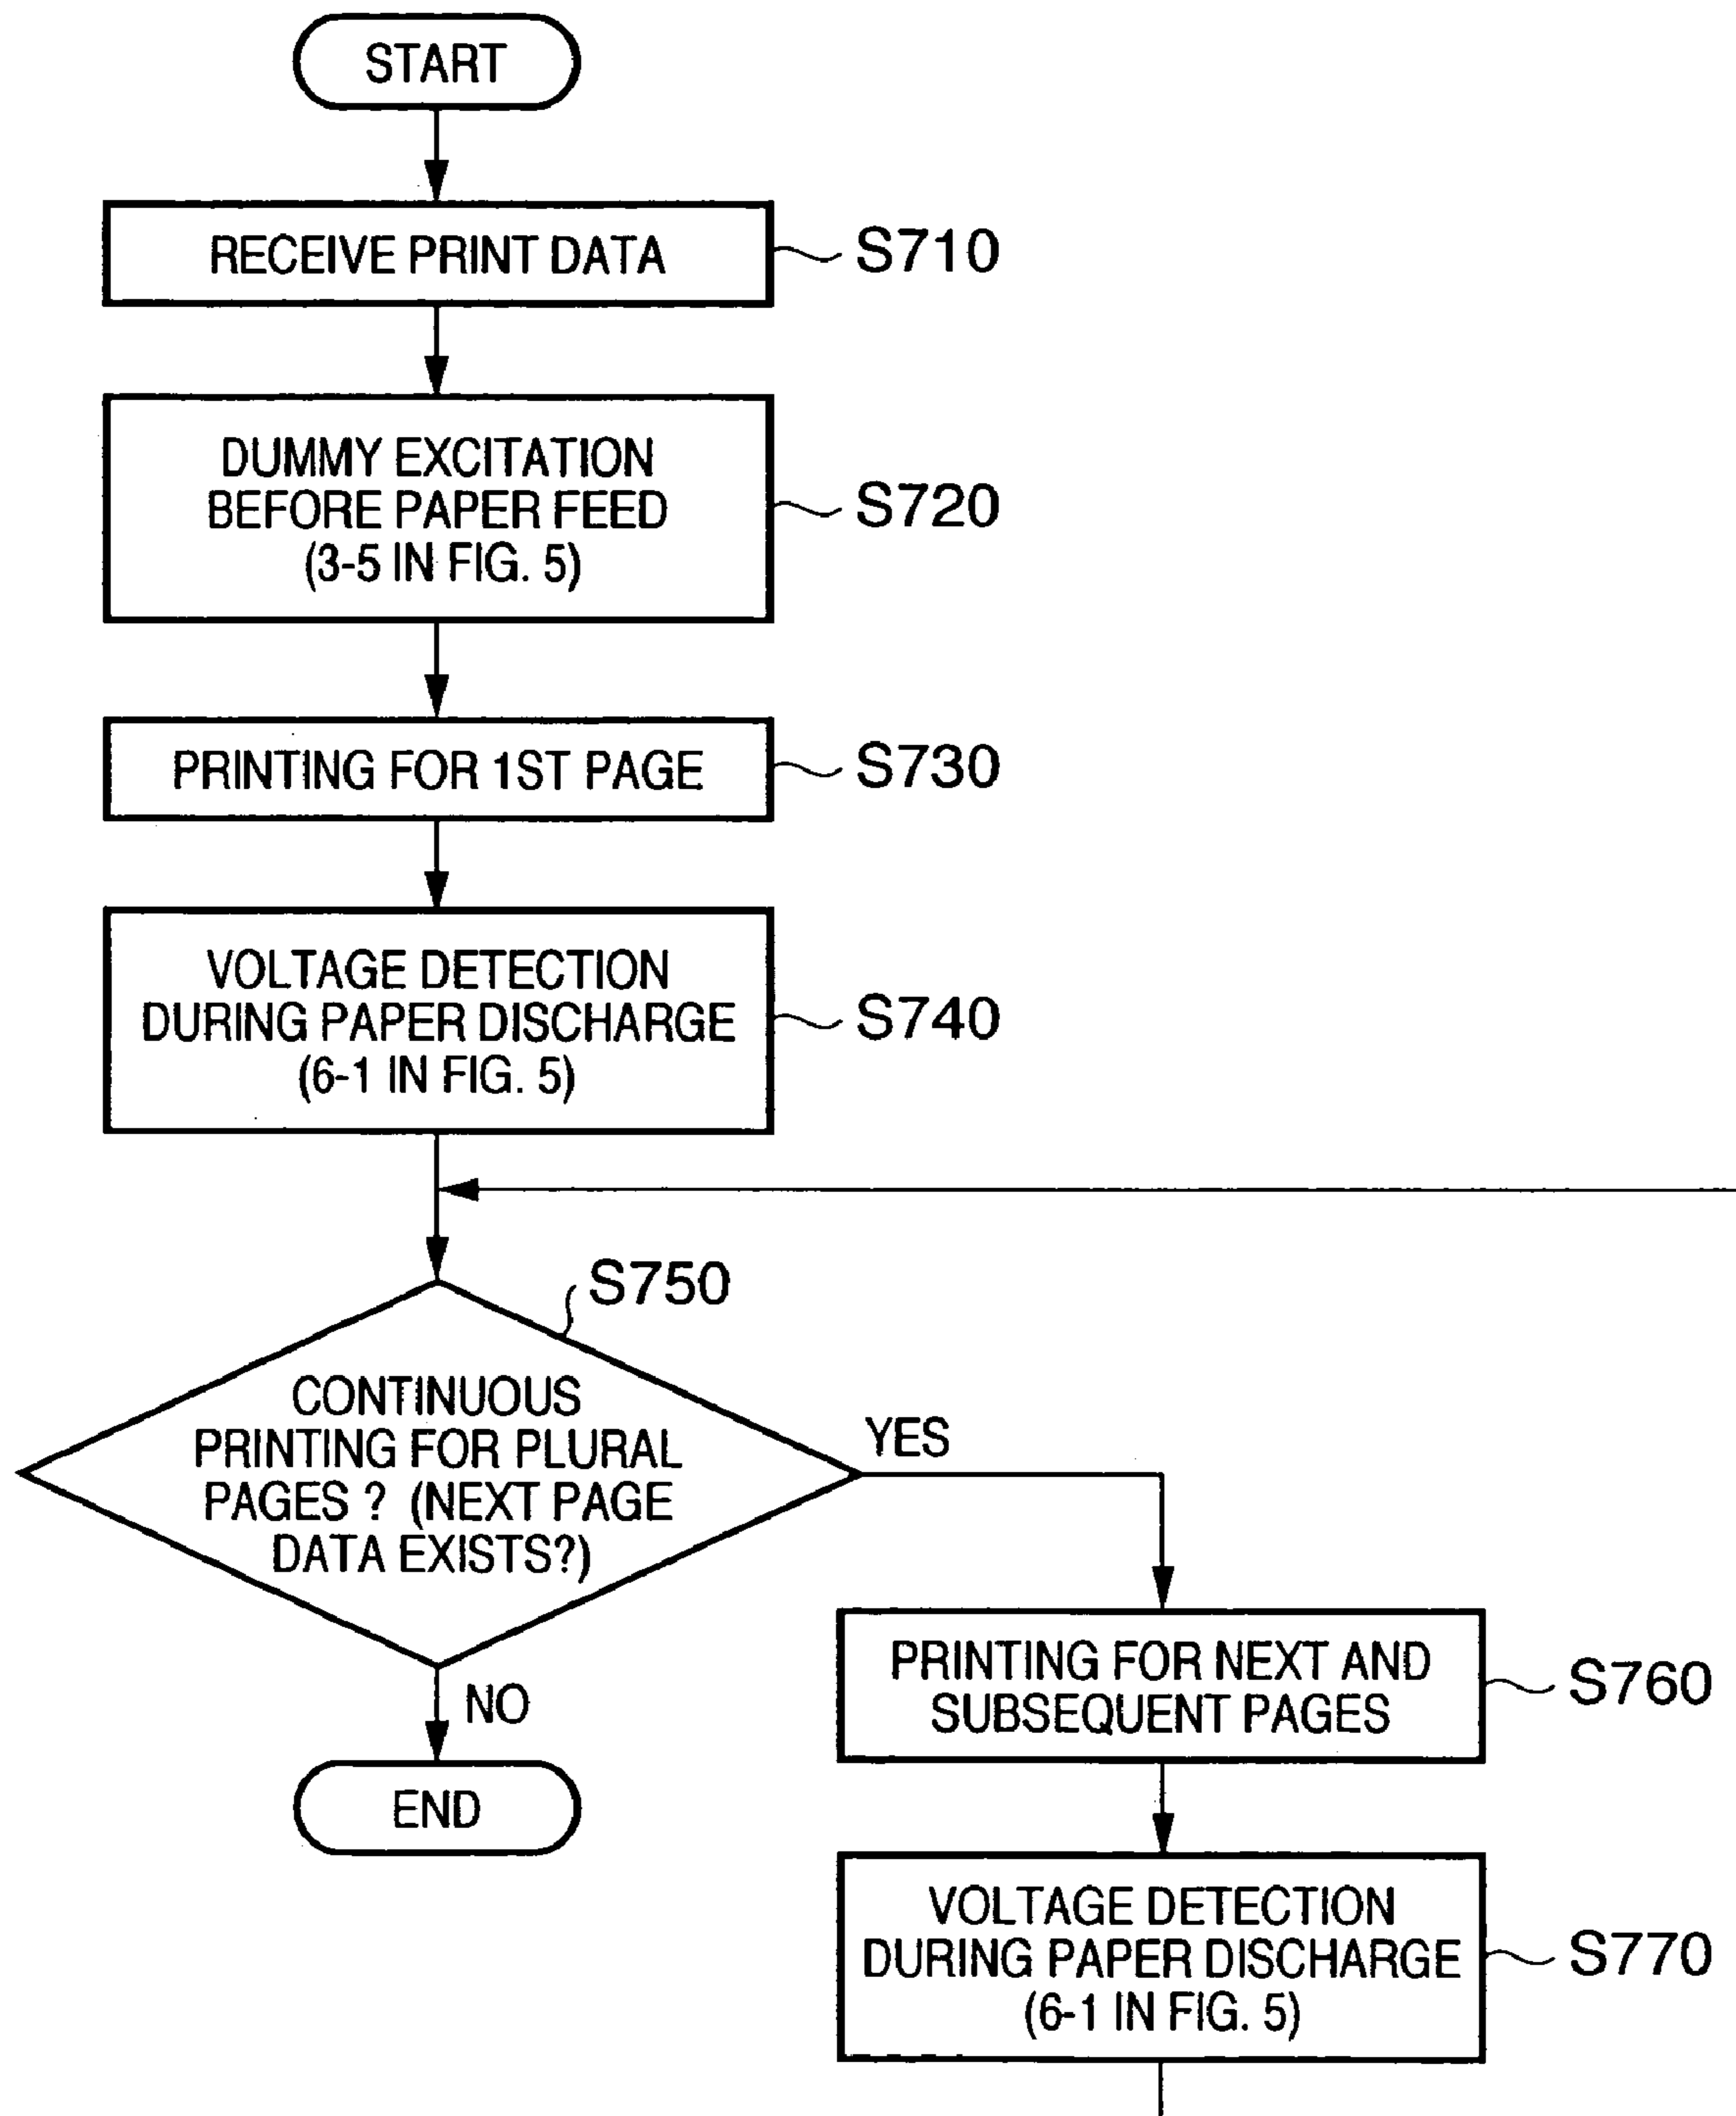 START
RECEIVE PRINT DATA
S710
DUMMY EXCITATION
BEFORE PAPER FEED
(3-5 IN FIG. 5)
S720
PRINTING FOR 1ST PAGE
S730
VOLTAGE DETECTION
DURING PAPER DISCHARGE
(6-1 IN FIG. 5)
S740
S750
CONTINUOUS
PRINTING FOR PLURAL
PAGES ? (NEXT PAGE
DATA EXISTS?)
YES
NO
END
PRINTING FOR NEXT AND
SUBSEQUENT PAGES
S760
VOLTAGE DETECTION
DURING PAPER DISCHARGE
(6-1 IN FIG. 5)
S770